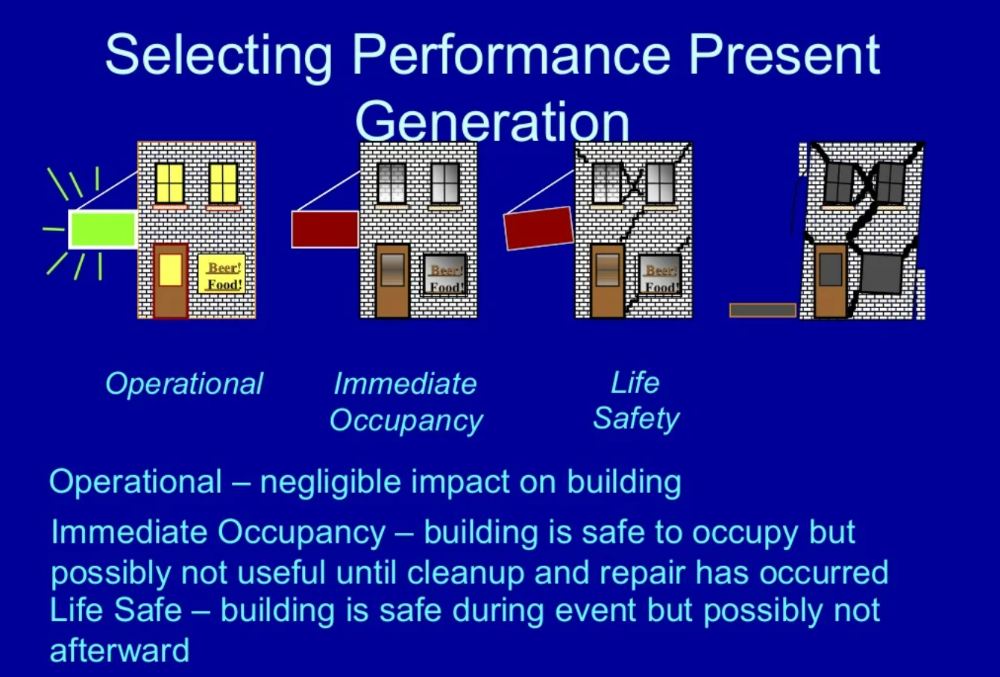 Selecting Performance Present
Generation
Beer!
Food!
Beer!
Food!
Beer!
Food!
Operational
Immediate
Occupancy
Life
Safety
Operational – negligible impact on building
Immediate Occupancy – building is safe to occupy but
possibly not useful until cleanup and repair has occurred
Life Safe – building is safe during event but possibly not
afterward